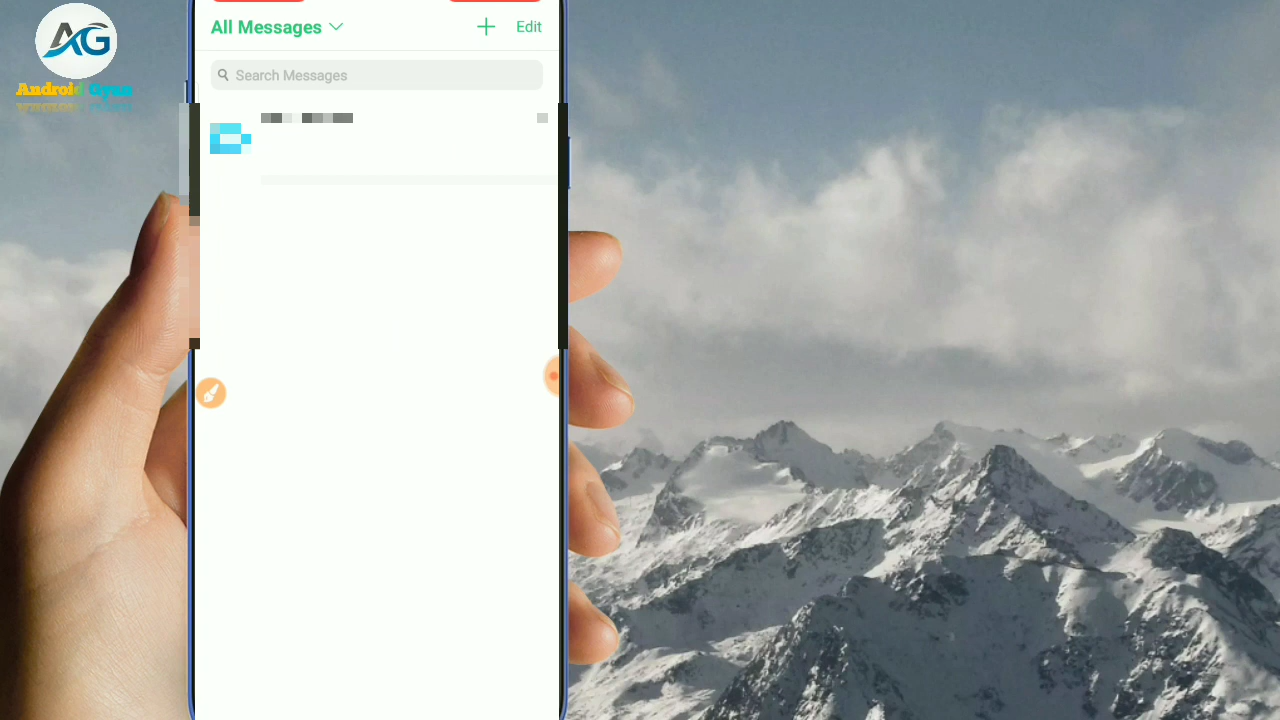 AG
Android Gyan
All Messages
Edit
Search Messages